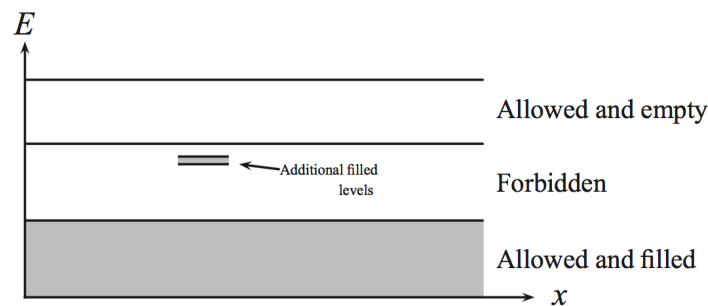 E
Allowed and empty
Additional filled
levels
Forbidden
Allowed and filled
x